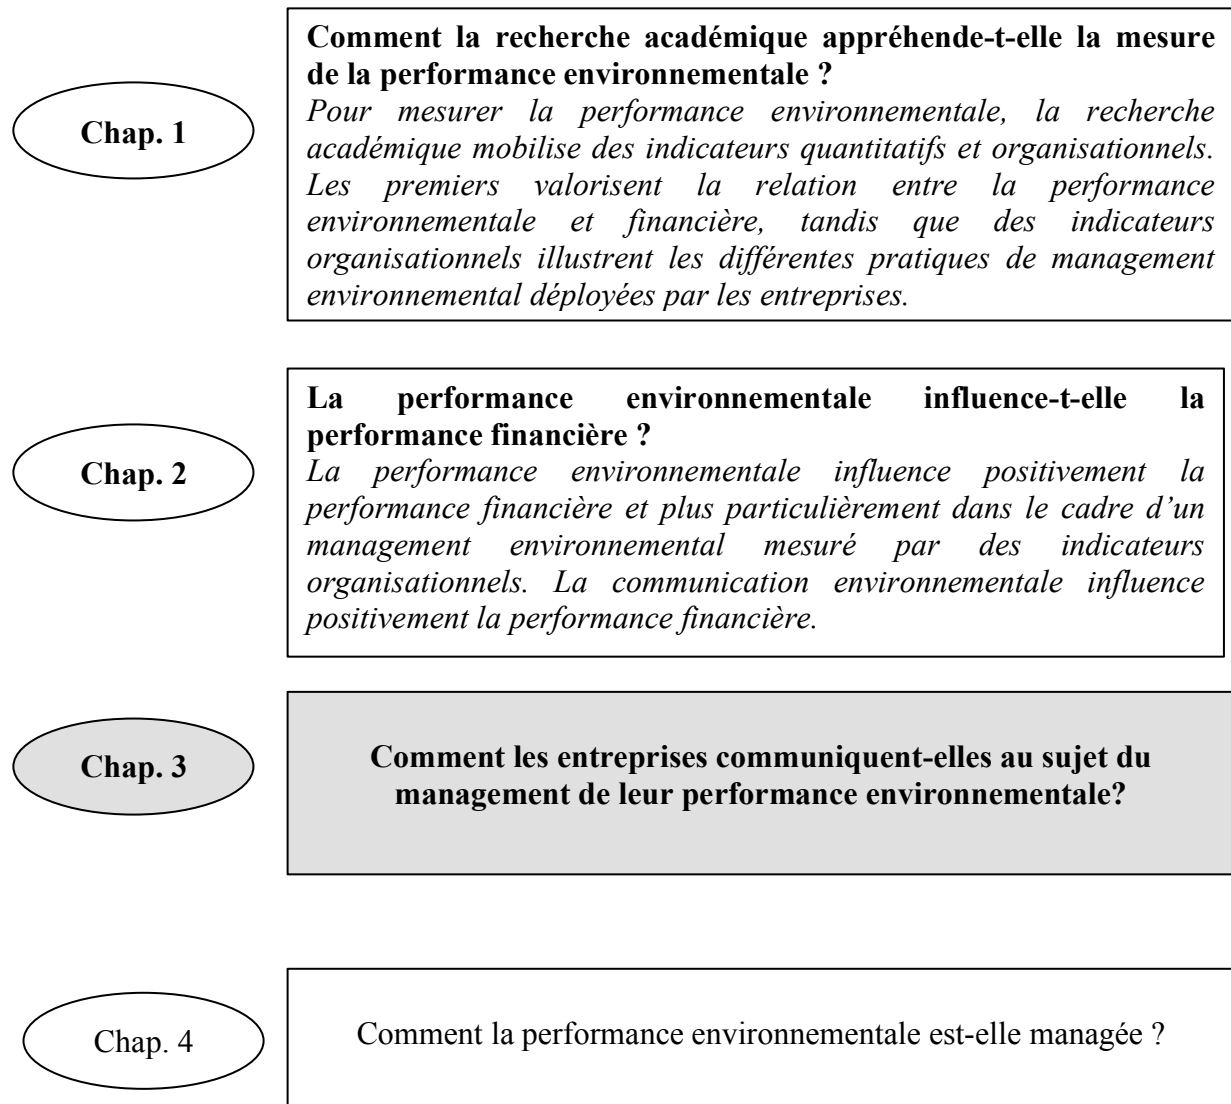 Chap. 1
Comment la recherche académique appréhende-t-elle la mesure
de la performance environnementale ?
Pour mesurer la performance environnementale, la recherche
académique mobilise des indicateurs quantitatifs et organisationnels.
Les premiers valorisent la relation entre la performance
environnementale et financière, tandis que des indicateurs
organisationnels illustrent les différentes pratiques de management
environnemental déployées par les entreprises.
Chap. 2
La performance environnementale influence-t-elle la
performance financière ?
La performance environnementale influence positivement la
performance financière et plus particulièrement dans le cadre d’un
management environnemental mesuré par des indicateurs
organisationnels. La communication environnementale influence
positivement la performance financière.
Chap. 3
Comment les entreprises communiquent-elles au sujet du
management de leur performance environnementale?
Chap. 4
Comment la performance environnementale est-elle managée ?